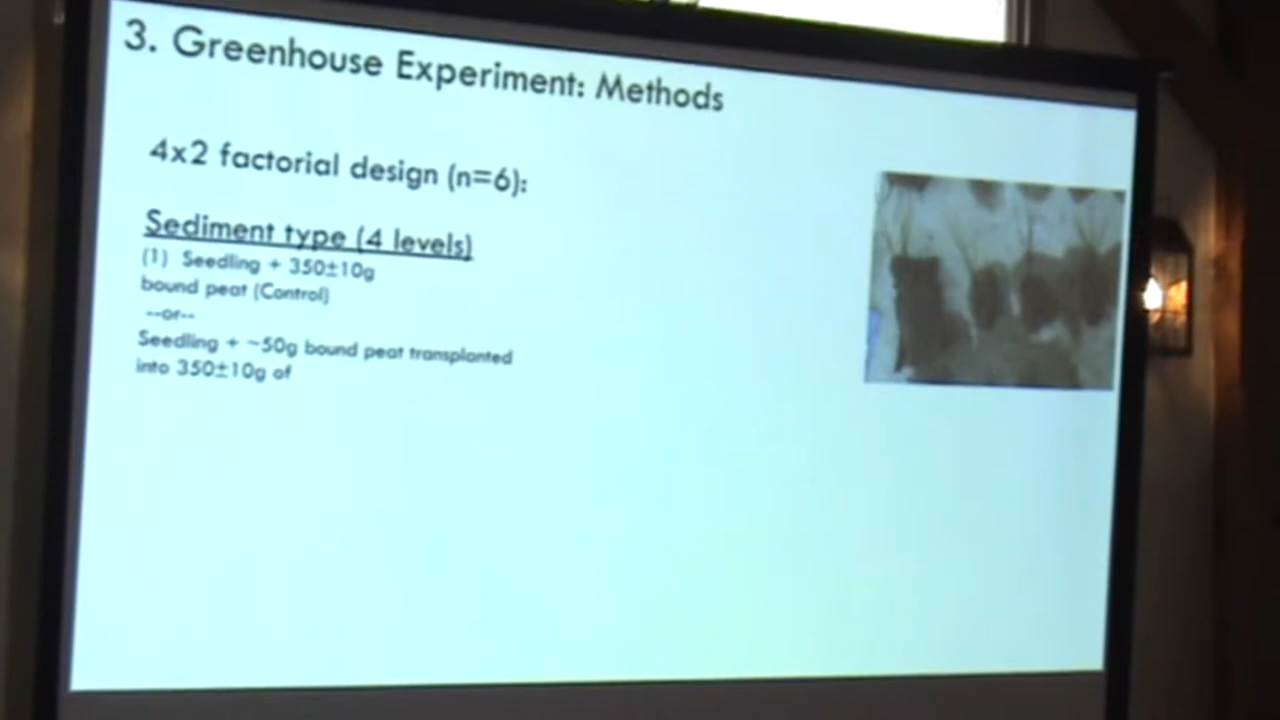 3. Greenhouse Experiment: Methods
4x2 factorial design (n=6):
Sediment type (4 levels)
(1) Seedling + 350±10g
bound peat (Control)
--or--
Seedling + ~50g bound peat transplanted
into 350±10g of